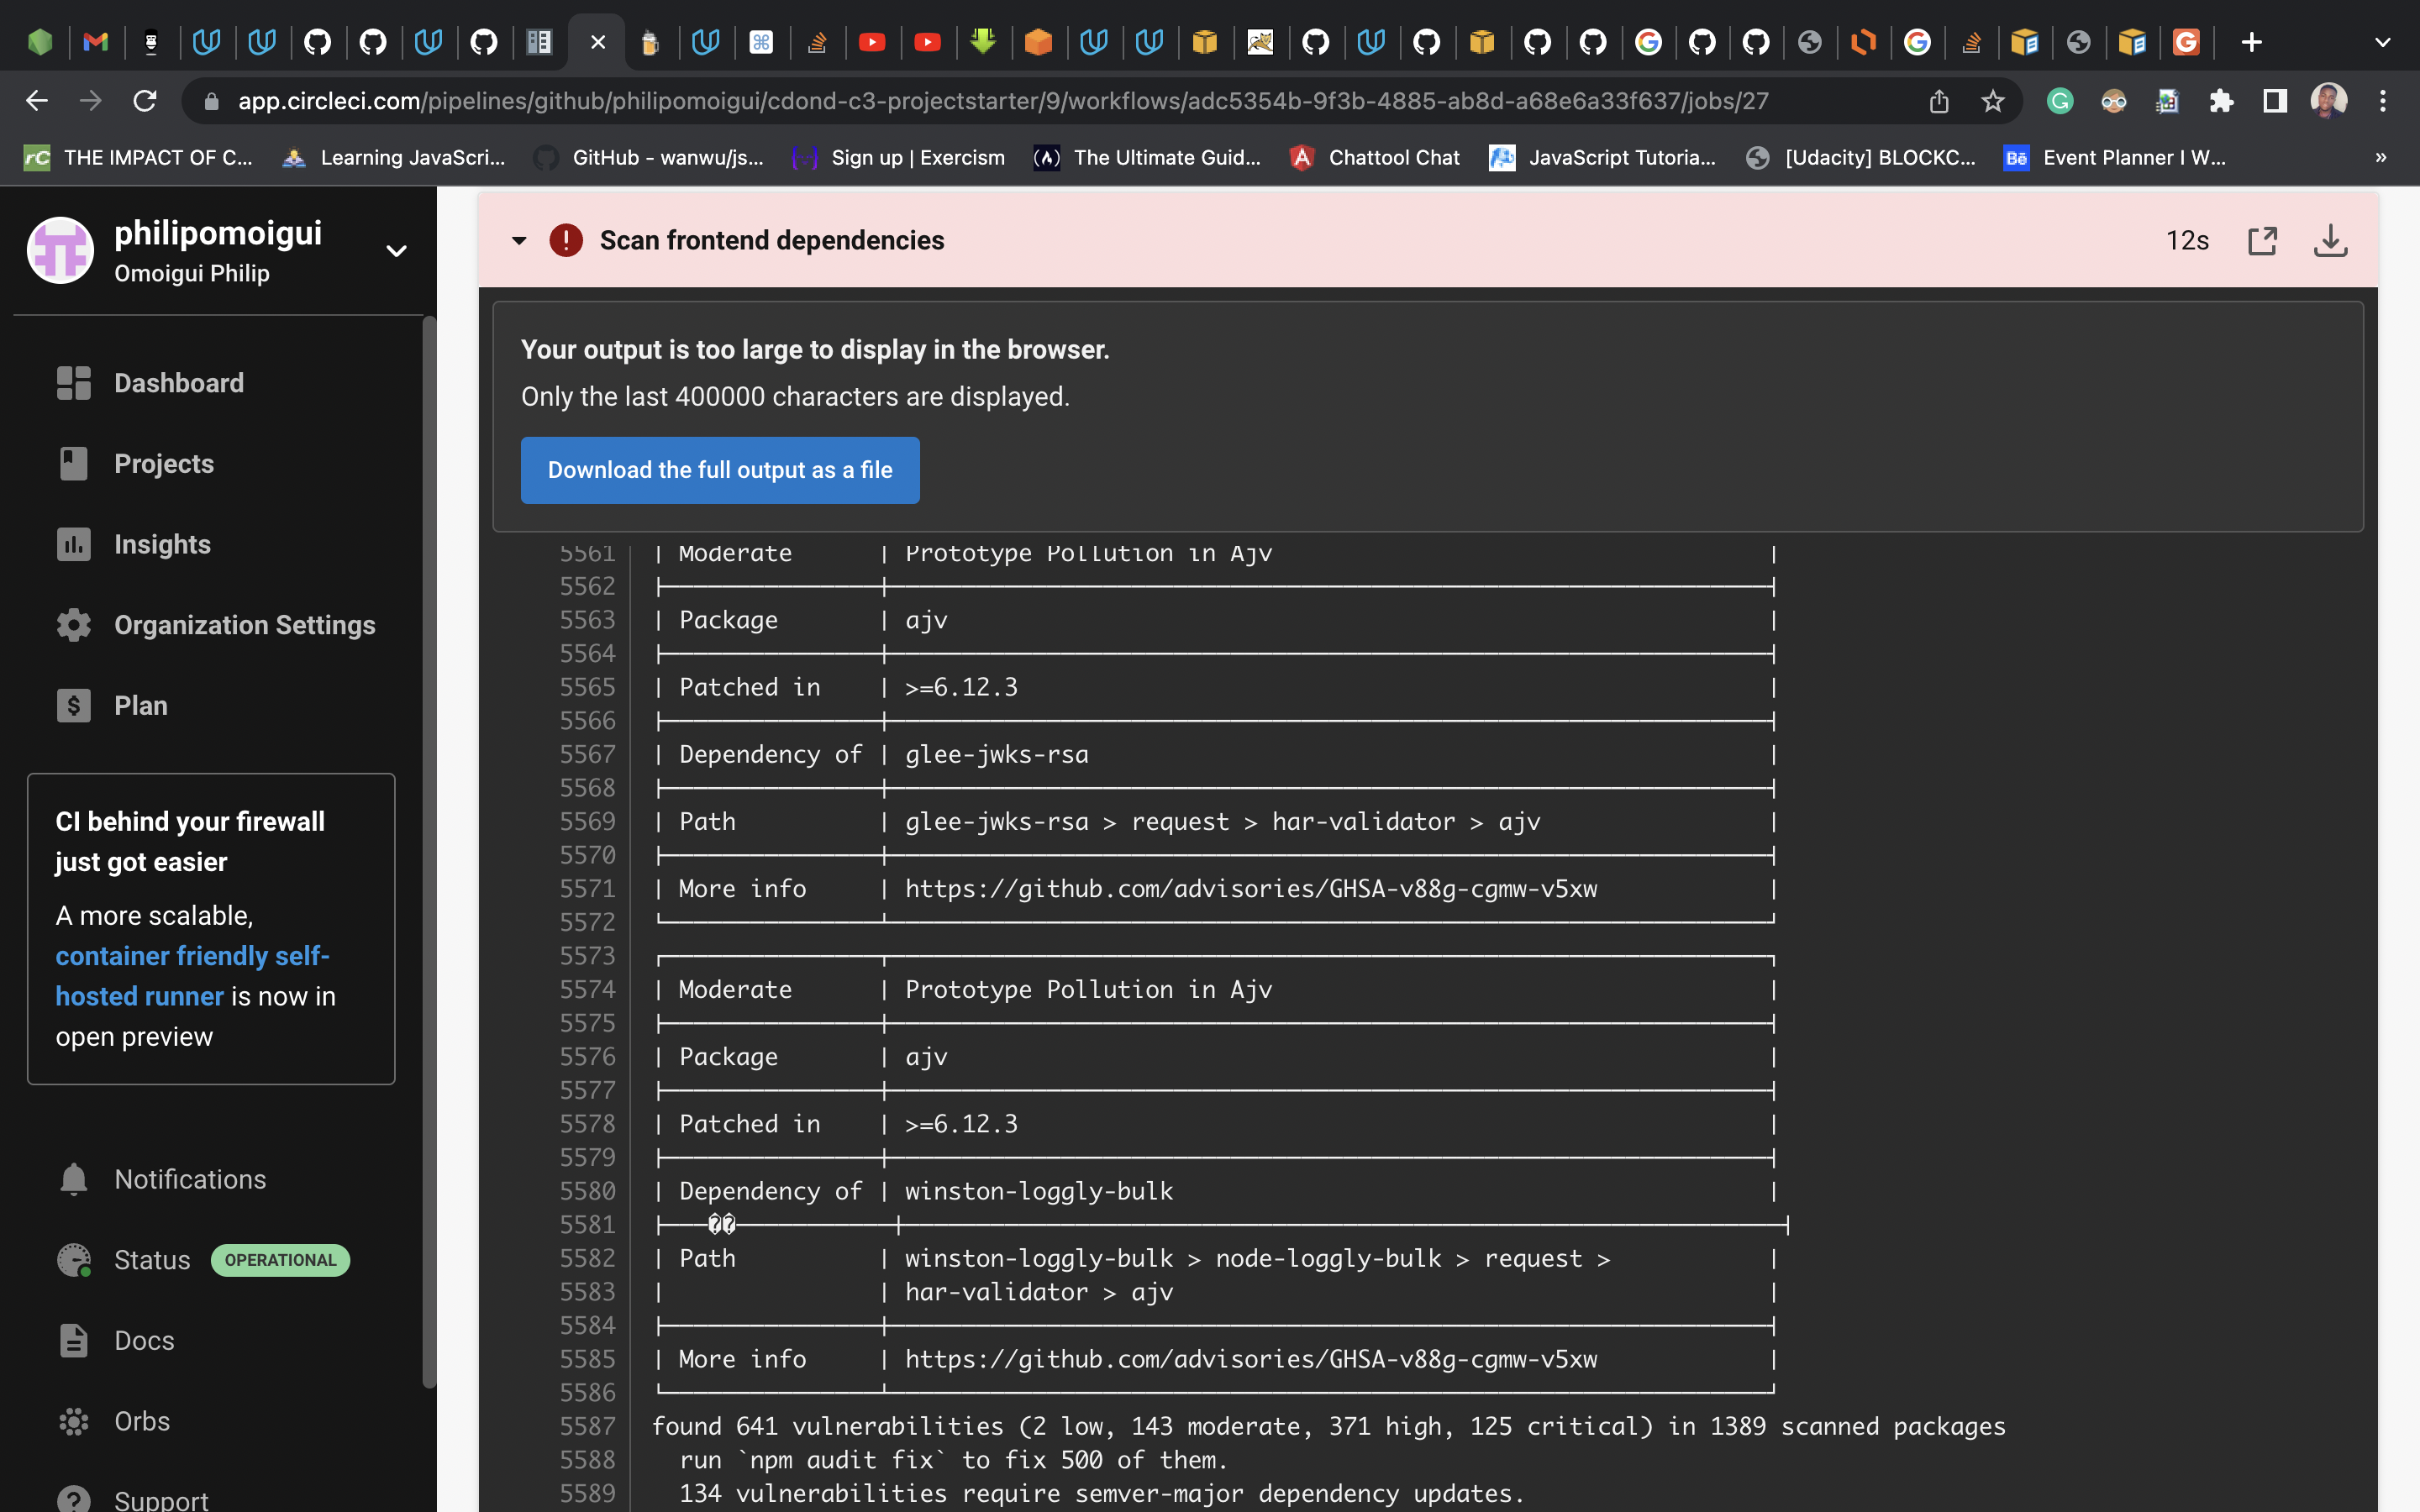 app.circleci.com/pipelines/github/philipomoigui/cdond-c3-projectstarter/9/workflows/adc5354b-9f3b-4885-ab8d-a68e6a33f637/jobs/27
THE IMPACT OF C...
Learning JavaScri...
GitHub - wanwu/js...
Sign up | Exercism
The Ultimate Guid...
Chattool Chat
JavaScript Tutoria...
[Udacity] BLOCKC...
Event Planner I W...
»
philipomoigui
Omoigui Philip
Dashboard
Projects
Insights
Organization Settings
Plan
CI behind your firewall
just got easier
A more scalable,
container friendly self-
hosted runner is now in
open preview
Notifications
Status OPERATIONAL
Docs
Orbs
Support
Scan frontend dependencies
12s
Your output is too large to display in the browser.
Only the last 400000 characters are displayed.
Download the full output as a file
5561 | Moderate | Prototype Pollution in Ajv |
5562
5563 | Package | ajv |
5564
5565 | Patched in | >=6.12.3 |
5566
5567 | Dependency of | glee-jwks-rsa |
5568
5569 | Path | glee-jwks-rsa > request > har-validator > ajv |
5570
5571 | More info | https://github.com/advisories/GHSA-v88g-cgmw-v5xw |
5572
5573
5574 | Moderate | Prototype Pollution in Ajv |
5575
5576 | Package | ajv |
5577
5578 | Patched in | >=6.12.3 |
5579
5580 | Dependency of | winston-loggly-bulk |
5581 ��
5582 | Path | winston-loggly-bulk > node-loggly-bulk > request > |
5583 | | har-validator > ajv |
5584
5585 | More info | https://github.com/advisories/GHSA-v88g-cgmw-v5xw |
5586
5587 found 641 vulnerabilities (2 low, 143 moderate, 371 high, 125 critical) in 1389 scanned packages
5588 run `npm audit fix` to fix 500 of them.
5589 134 vulnerabilities require semver-major dependency updates.